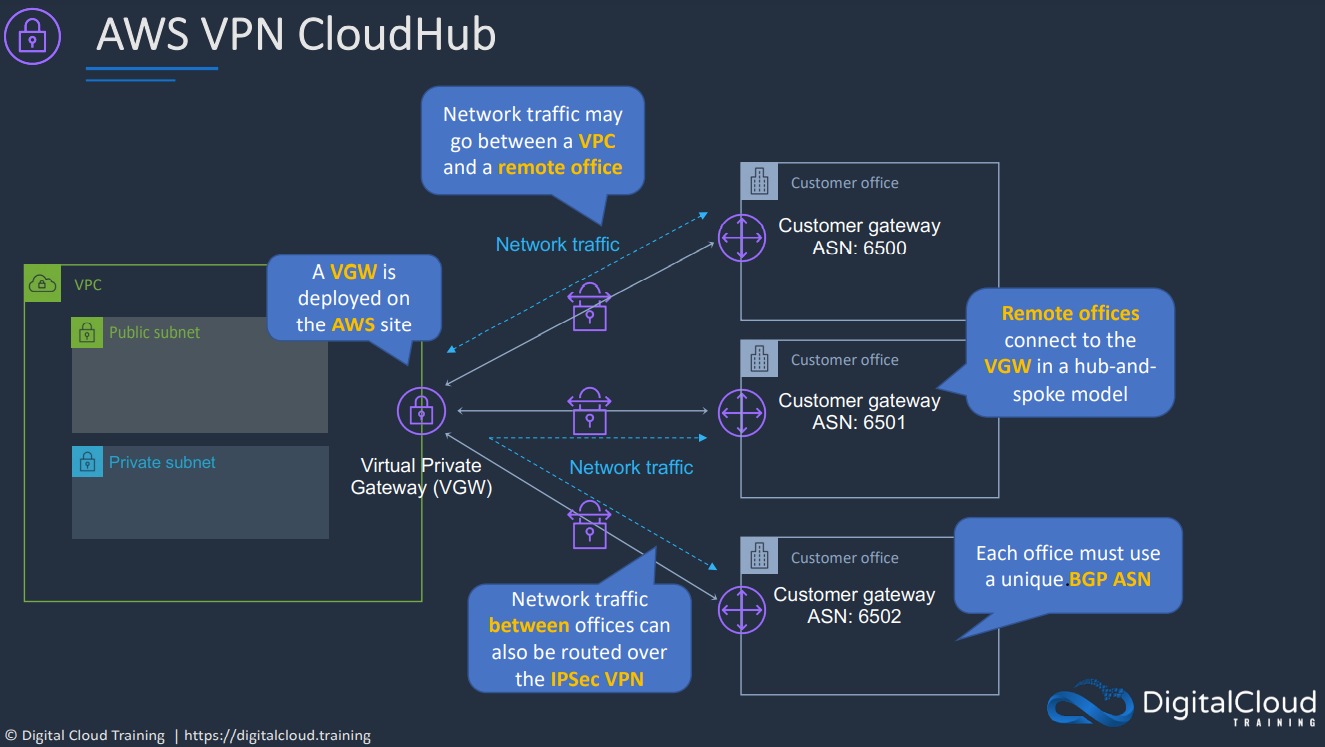 AWS VPN CloudHub
Network traffic may
go between a VPC
and a remote office
Customer office
Customer gateway
ASN: 6500
Network traffic
A VGW is
deployed on
the AWS site
VPC
Public subnet
Remote offices
connect to the
VGW in a hub-and-
spoke model
Customer office
Customer gateway
ASN: 6501
Private subnet
Virtual Private
Gateway (VGW)
Network traffic
Customer office
Customer gateway
ASN: 6502
Each office must use
a unique BGP ASN
Network traffic
between offices can
also be routed over
the IPSec VPN
DigitalCloud
TRAINING
© Digital Cloud Training | https://digitalcloud.training